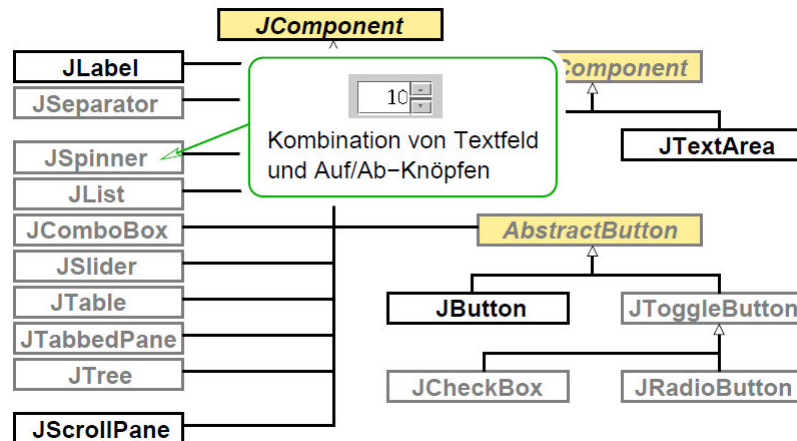 JComponent
JLabel
Component
JSeparator
10
Kombination von Textfeld
und Auf/Ab-Knöpfen
JTextArea
JSpinner
JList
JComboBox
AbstractButton
JSlider
JTable
JButton
JToggleButton
JTabbedPane
JTree
JCheckBox
JRadioButton
JScrollPane